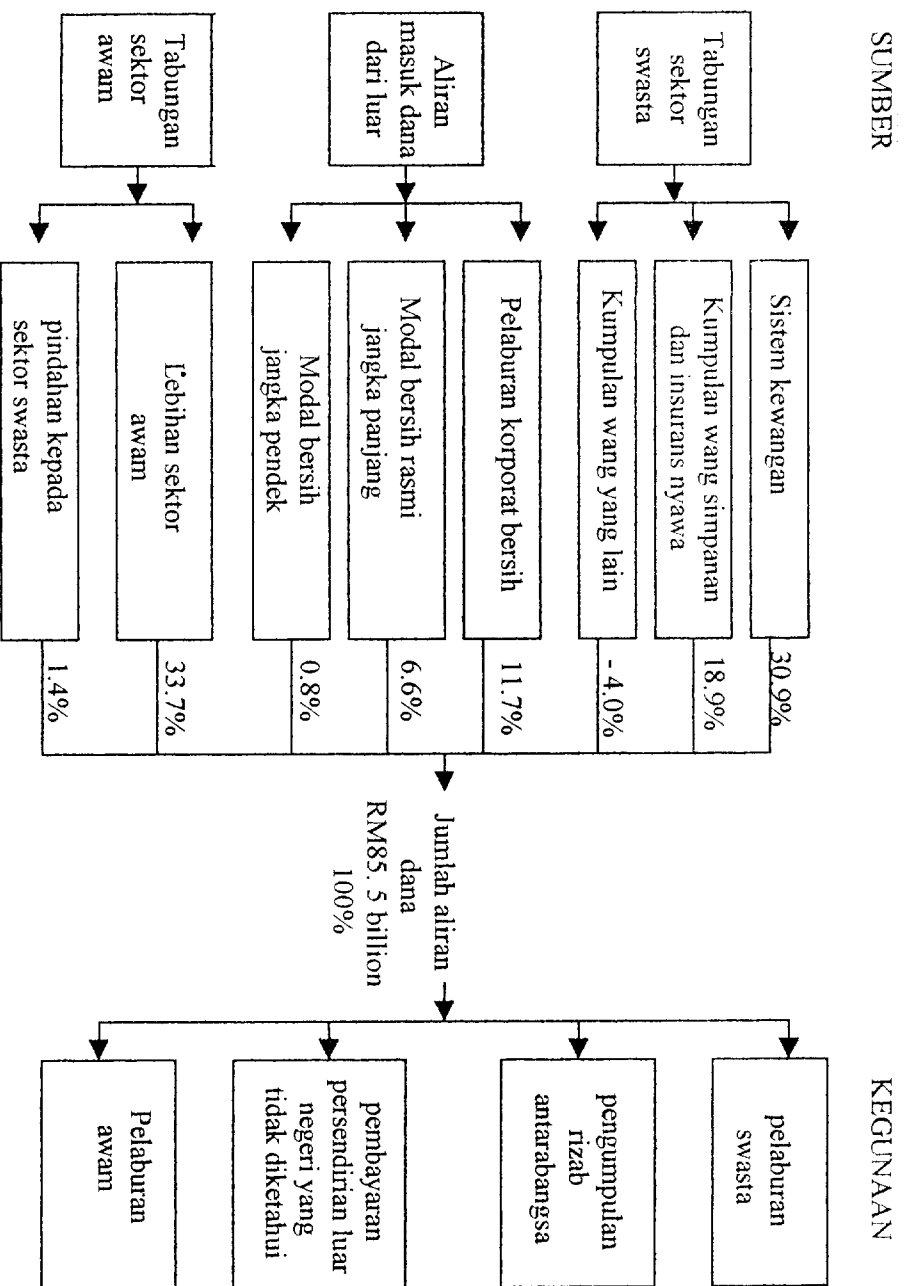 SUMBER
KEGUNAAN
Tabungan
sektor
swasta
Sistem kewangan
30.9%
Kumpulan wang simpanan
dan insurans nyawa
18.9%
Kumpulan wang yang lain
- 4.0%
Aliran
masuk dana
dari luar
Pelaburan korporat bersih
11.7%
Modal bersih rasmi
jangka panjang
6.6%
Modal bersih
jangka pendek
0.8%
Tabungan
sektor
awam
Lebihan sektor
awam
33.7%
pindahan kepada
sektor swasta
1.4%
Jumlah aliran
dana
RM85. 5 billion
100%
pelaburan
swasta
pengumpulan
rizab
antarabangsa
pembayaran
persendirian luar
negeri yang
tidak diketahui
Pelaburan
awam